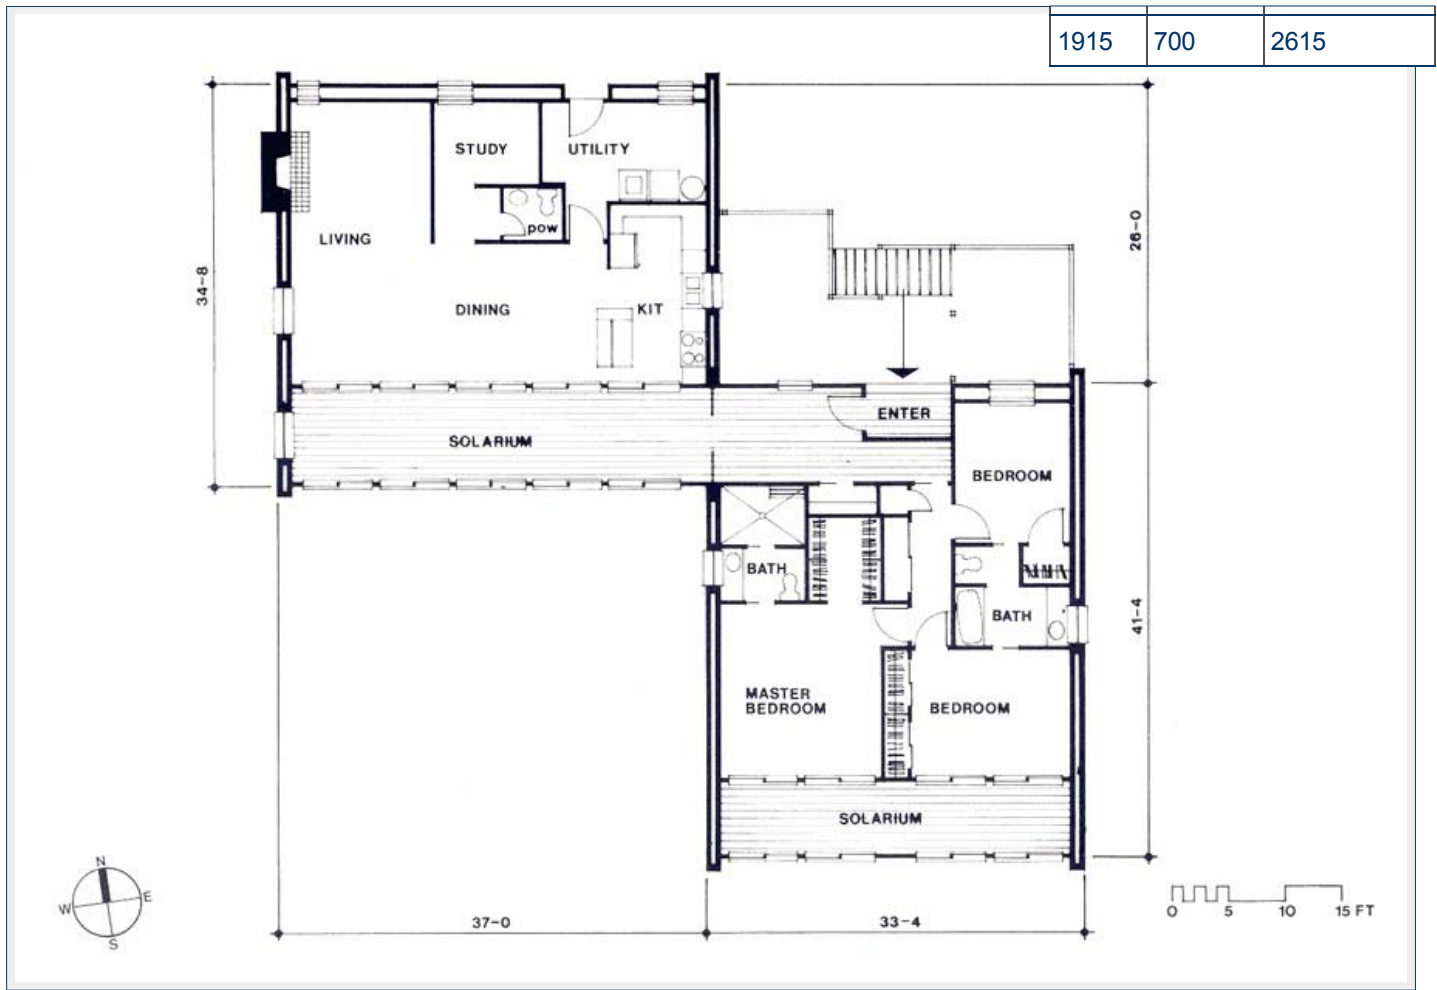 1915 700 2615
STUDY
UTILITY
pow
LIVING
DINING
KIT
34-8
26-0
ENTER
SOLARIUM
BEDROOM
BATH
BATH
41-4
MASTER
BEDROOM
BEDROOM
SOLARIUM
N
W E
S
37-0
33-4
0 5 10 15 FT